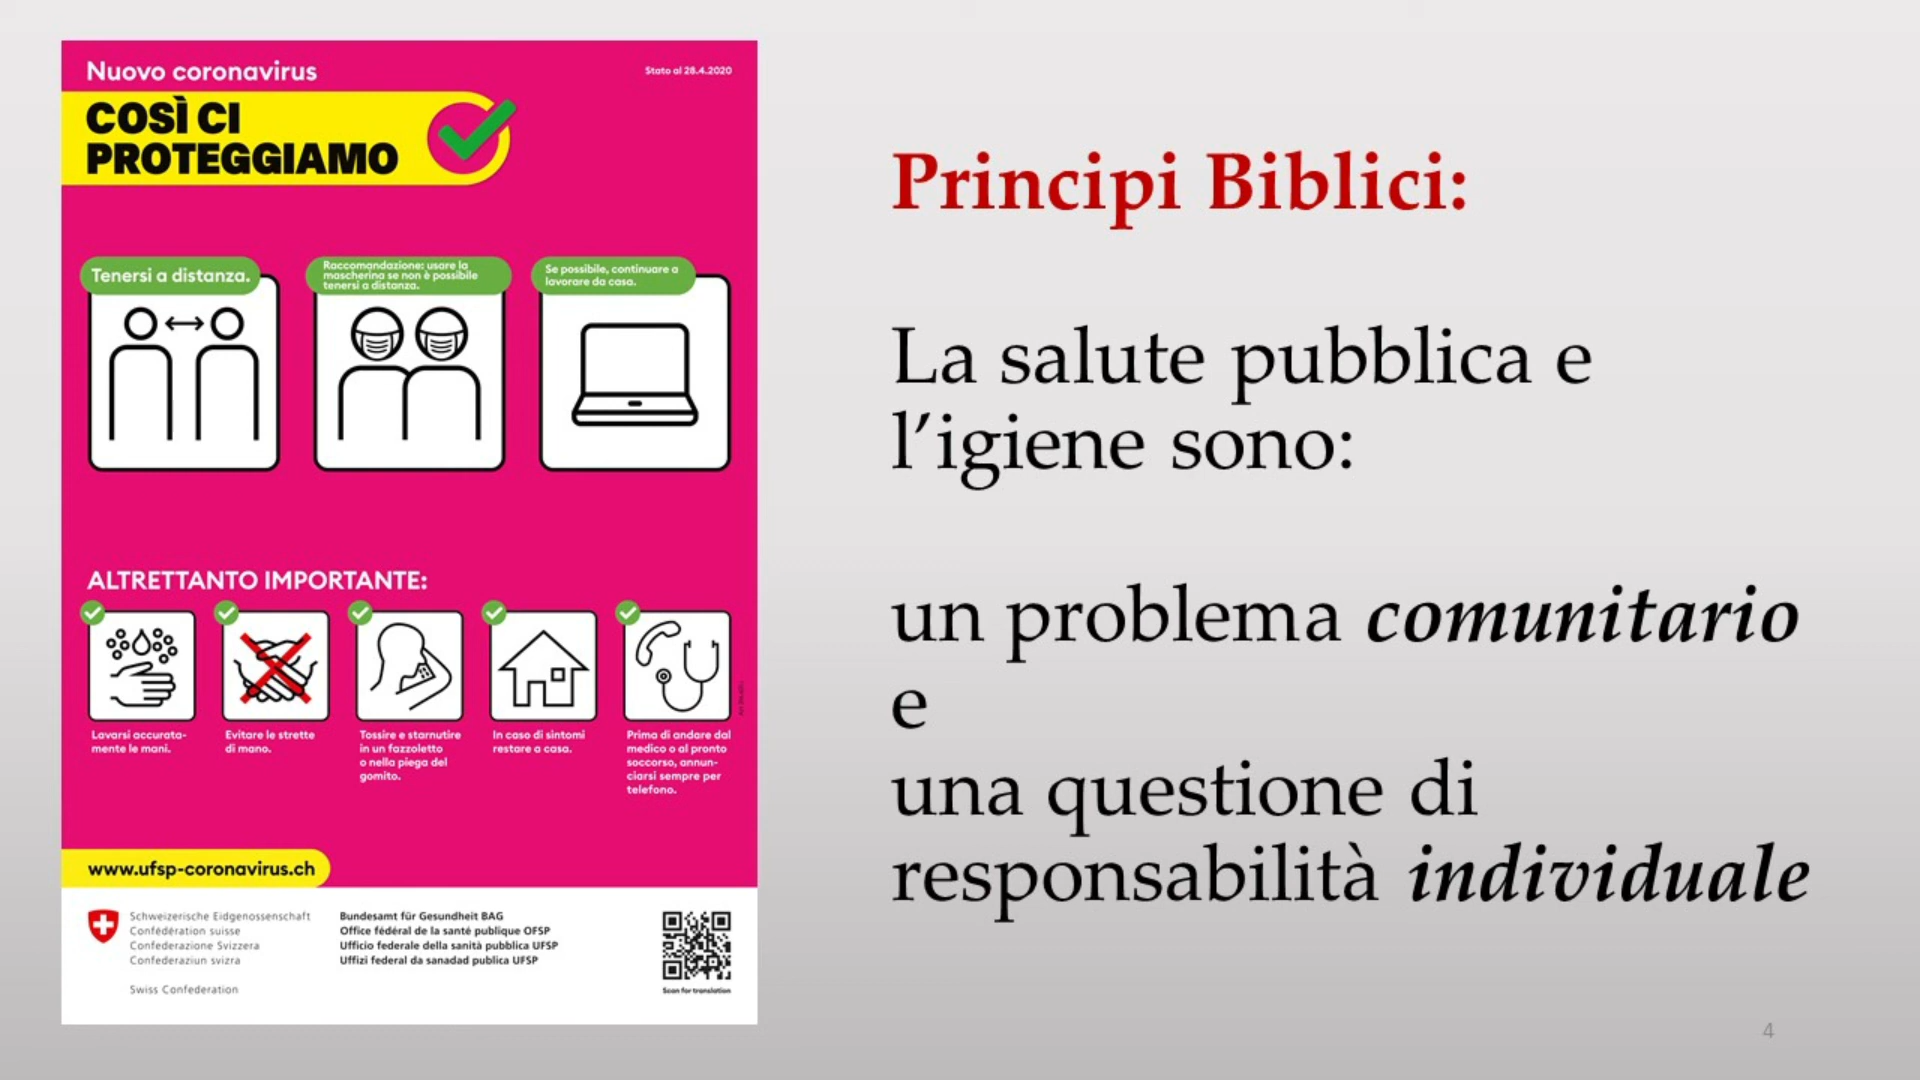 Nuovo coronavirus
Stato al 28.4.2020
COSÌ CI
PROTEGGIAMO
Tenersi a distanza.
Raccomandazione: usare la
mascherina se non è possibile
tenersi a distanza.
Se possibile, continuare a
lavorare da casa.
ALTRETTANTO IMPORTANTE:
Lavarsi accurata-
mente le mani.
Evitare le strette
di mano.
Tossire e starnutire
in un fazzoletto
o nella piega del
gomito.
In caso di sintomi
restare a casa.
Prima di andare dal
medico o al pronto
soccorso, annun-
ciarsi sempre per
telefono.
www.ufsp-coronavirus.ch
Schweizerische Eidgenossenschaft
Confédération suisse
Confederazione Svizzera
Confederaziun svizra
Swiss Confederation
Bundesamt für Gesundheit BAG
Office fédéral de la santé publique OFSP
Ufficio federale della sanità pubblica UFSP
Uffizi federal da sanadad publica UFSP
Scan for translation
Principi Biblici:
La salute pubblica e
l’igiene sono:
un problema comunitario
e
una questione di
responsabilità individuale
4